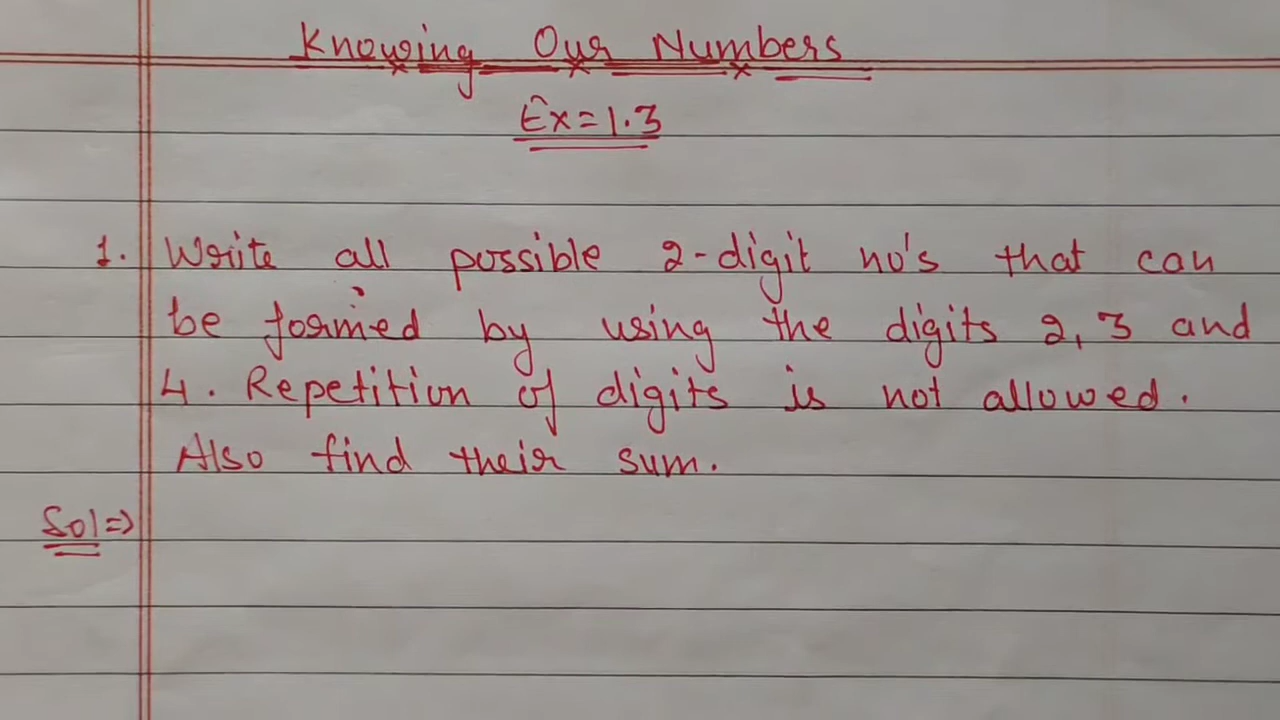 Knowing Our Numbers
Ex=1.3
1. Write all possible 2-digit no's that can
be formed by using the digits 2, 3 and
4. Repetition of digits is not allowed.
Also find their sum.
Sol⇒